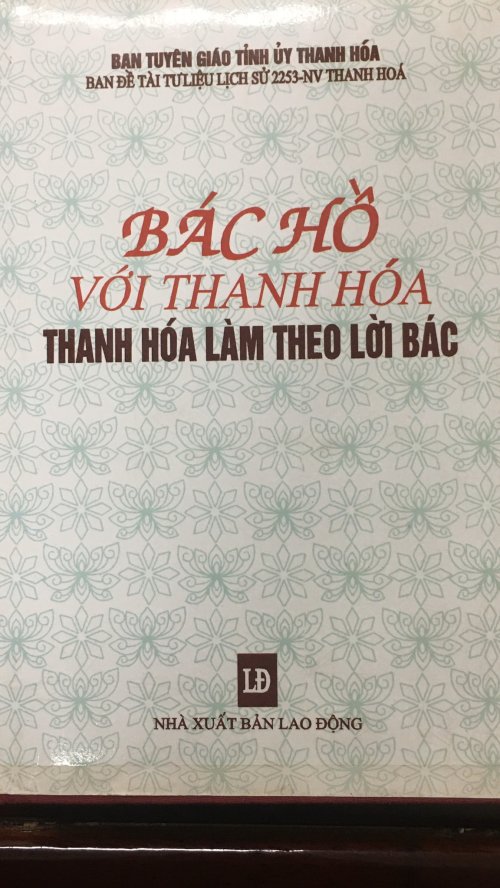 BAN TUYÊN GIÁO TỈNH ỦY THANH HÓA
BAN ĐỀ TÀI TƯ LIỆU LỊCH SỬ 2253-NV THANH HOÁ
BÁC HỒ
VỚI THANH HÓA
THANH HÓA LÀM THEO LỜI BÁC
LĐ
NHÀ XUẤT BẢN LAO ĐỘNG